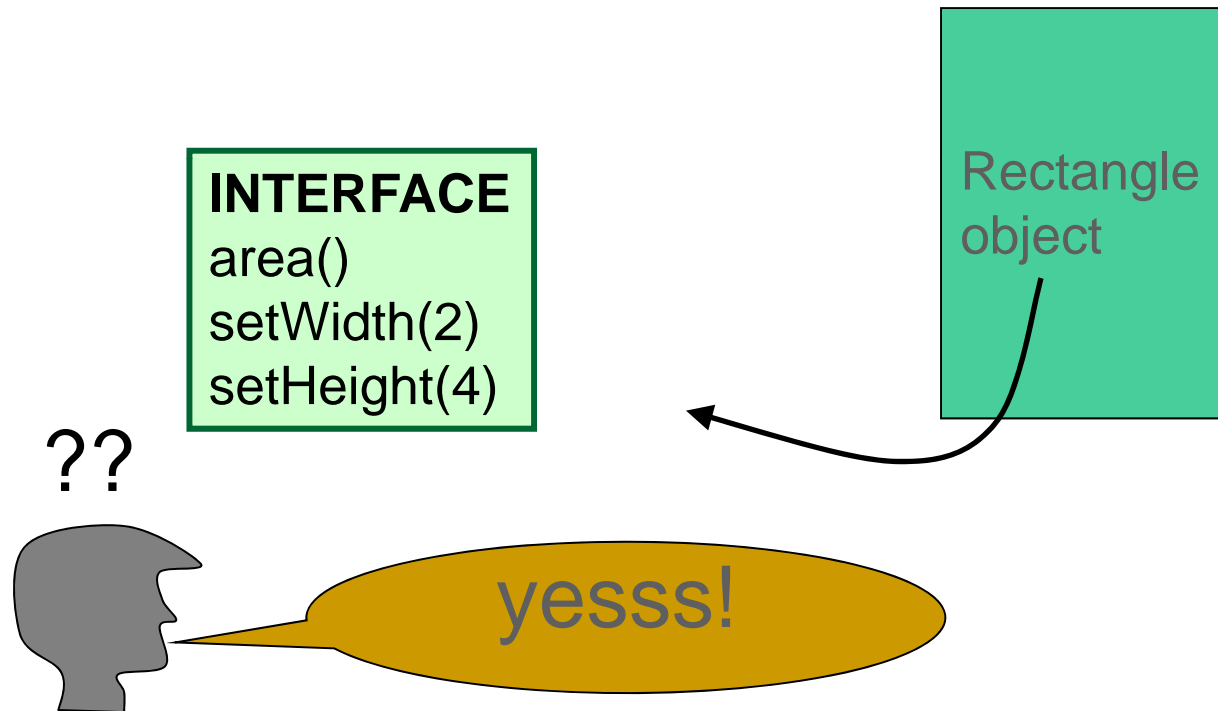 INTERFACE
area()
setWidth(2)
setHeight(4)
Rectangle
object
??
yesss!